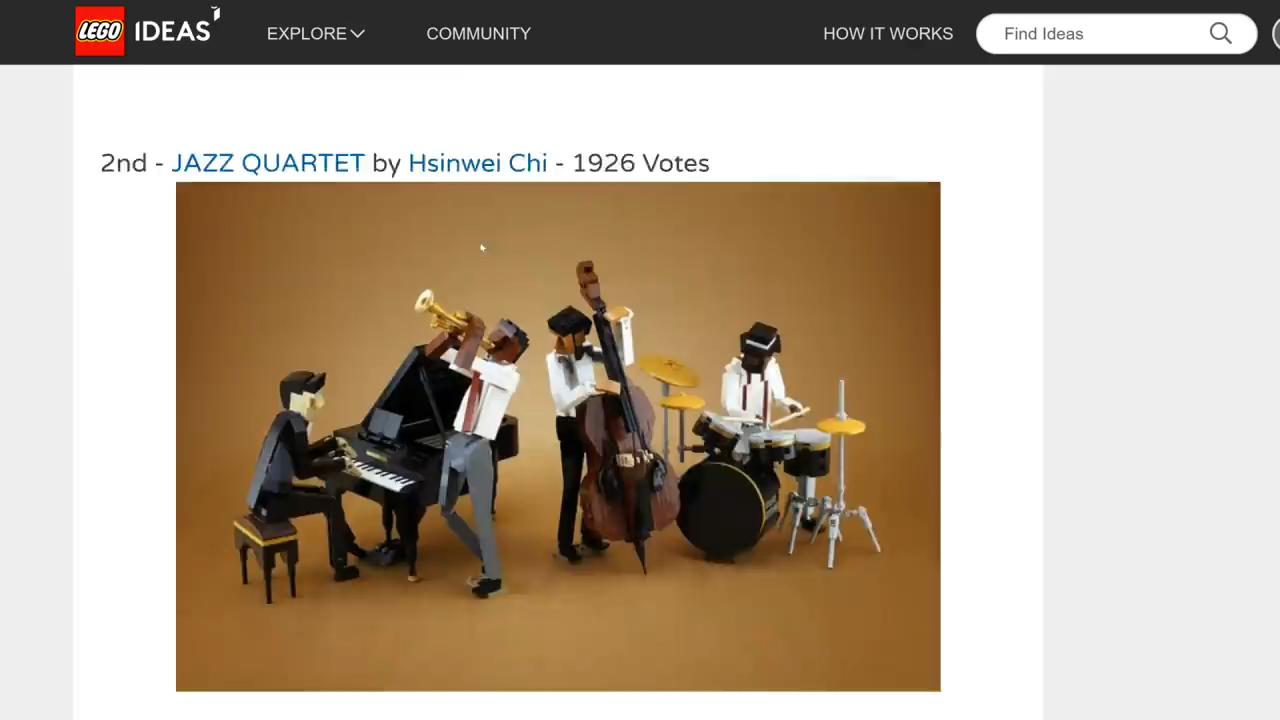 LEGO IDEAS EXPLORE COMMUNITY HOW IT WORKS Find Ideas
2nd - JAZZ QUARTET by Hsinwei Chi - 1926 Votes